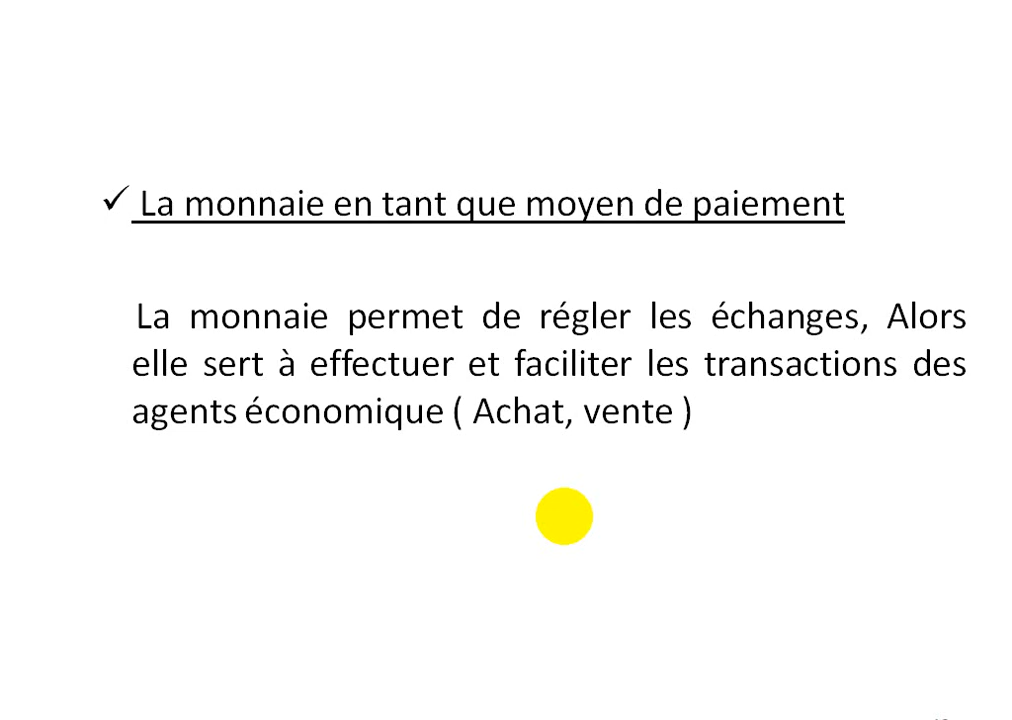 ✓ La monnaie en tant que moyen de paiement
La monnaie permet de régler les échanges, Alors
elle sert à effectuer et faciliter les transactions des
agents économique ( Achat, vente )